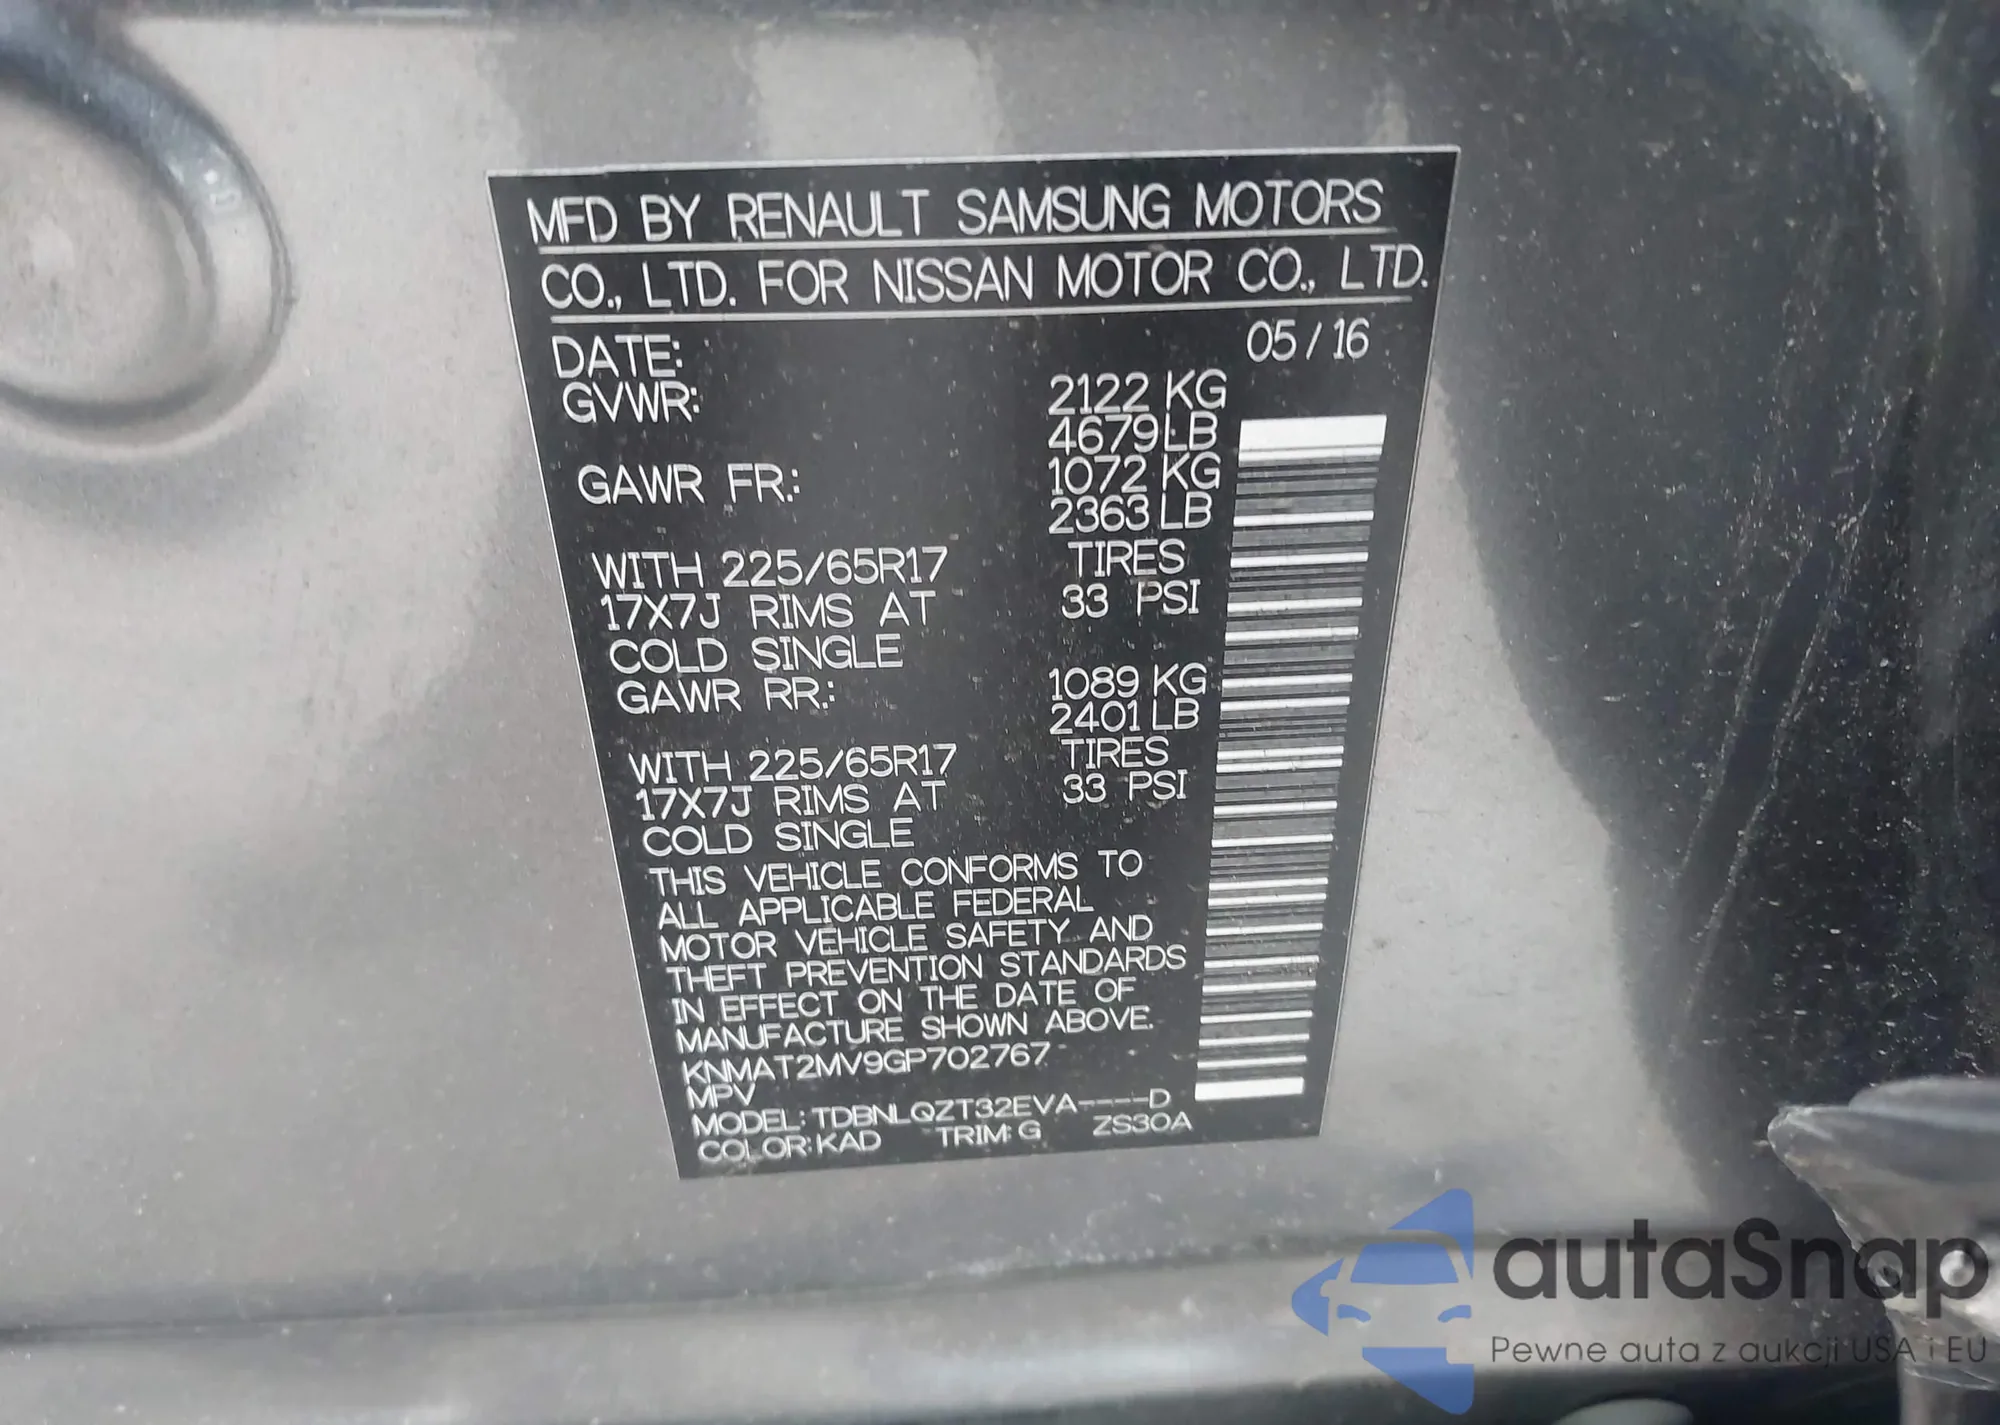 MFD BY RENAULT SAMSUNG MOTORS
CO., LTD. FOR NISSAN MOTOR CO., LTD.
DATE: 05 / 16
GVWR: 2122 KG
4679 LB
GAWR FR.: 1072 KG
2363 LB
WITH 225/65R17 TIRES
17X7J RIMS AT 33 PSI
COLD SINGLE
GAWR RR.: 1089 KG
2401 LB
WITH 225/65R17 TIRES
17X7J RIMS AT 33 PSI
COLD SINGLE
THIS VEHICLE CONFORMS TO
ALL APPLICABLE FEDERAL
MOTOR VEHICLE SAFETY AND
THEFT PREVENTION STANDARDS
IN EFFECT ON THE DATE OF
MANUFACTURE SHOWN ABOVE.
KNMAT2MV9GP702767
MPV
MODEL: TDBNLQZT32EVA----D
COLOR: KAD TRIM: G ZS30A
autaSnap
Pewne auta z aukcji USA i EU